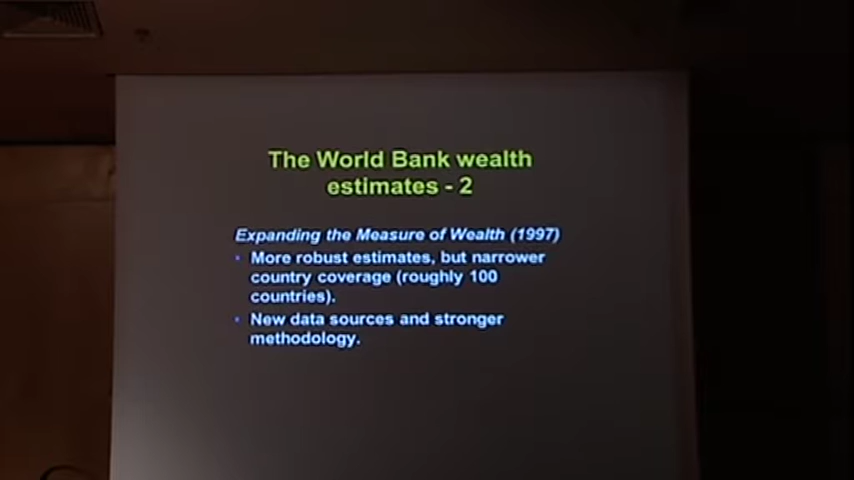 The World Bank wealth
estimates - 2
Expanding the Measure of Wealth (1997)
• More robust estimates, but narrower
country coverage (roughly 100
countries).
• New data sources and stronger
methodology.